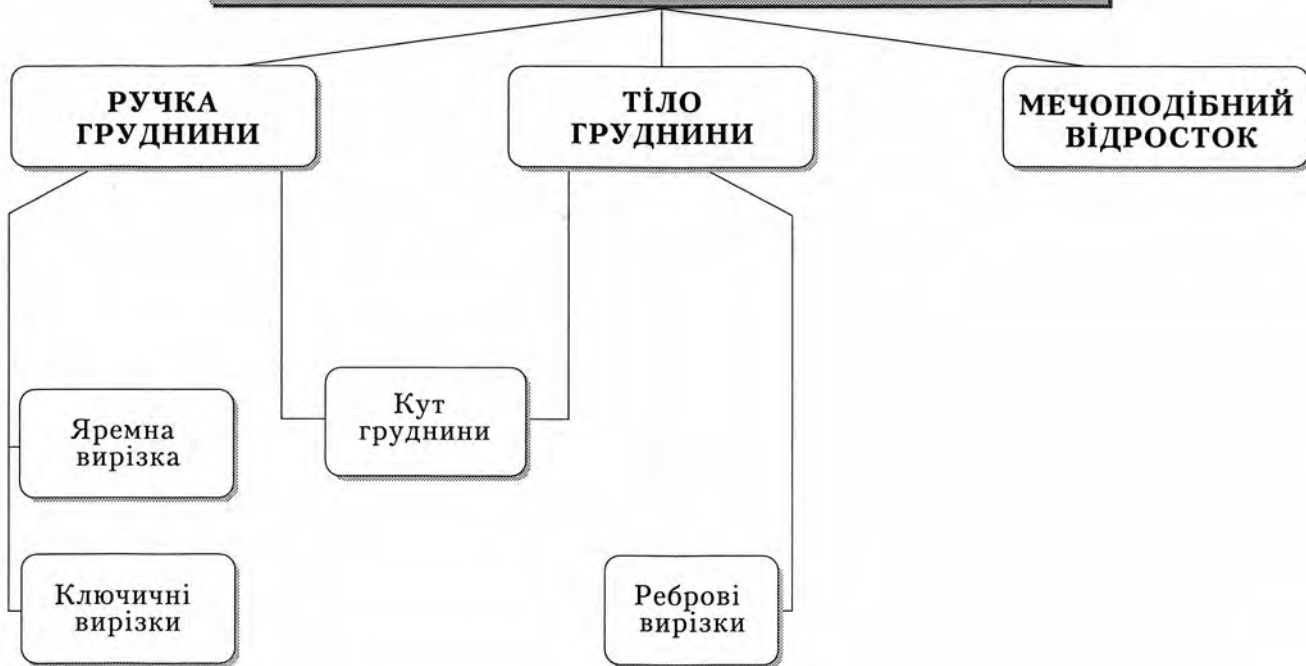 РУЧКА
ГРУДНИНИ
ТІЛО
ГРУДНИНИ
МЕЧОПОДІБНИЙ
ВІДРОСТОК
Яремна
вирізка
Кут
груднини
Ключичні
вирізки
Реброві
вирізки